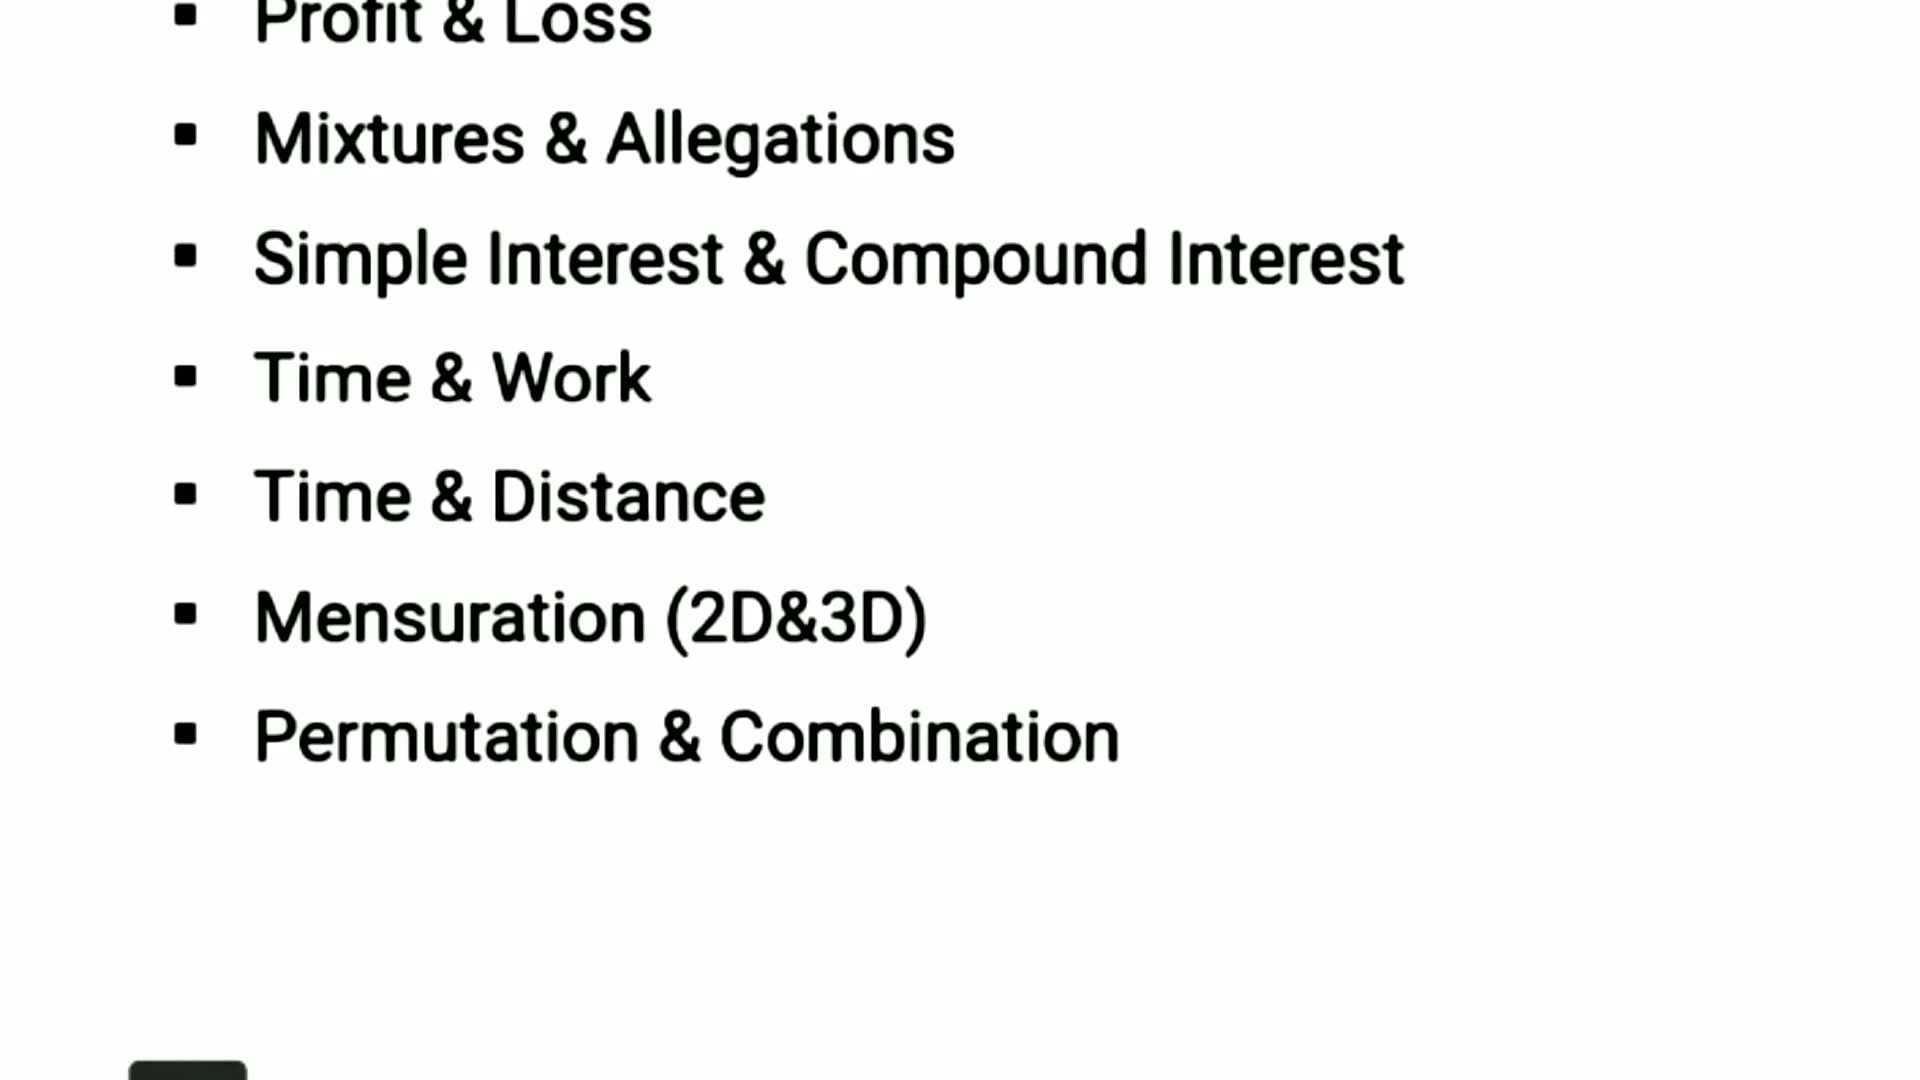 ▪ Profit & Loss
▪ Mixtures & Allegations
▪ Simple Interest & Compound Interest
▪ Time & Work
▪ Time & Distance
▪ Mensuration (2D&3D)
▪ Permutation & Combination